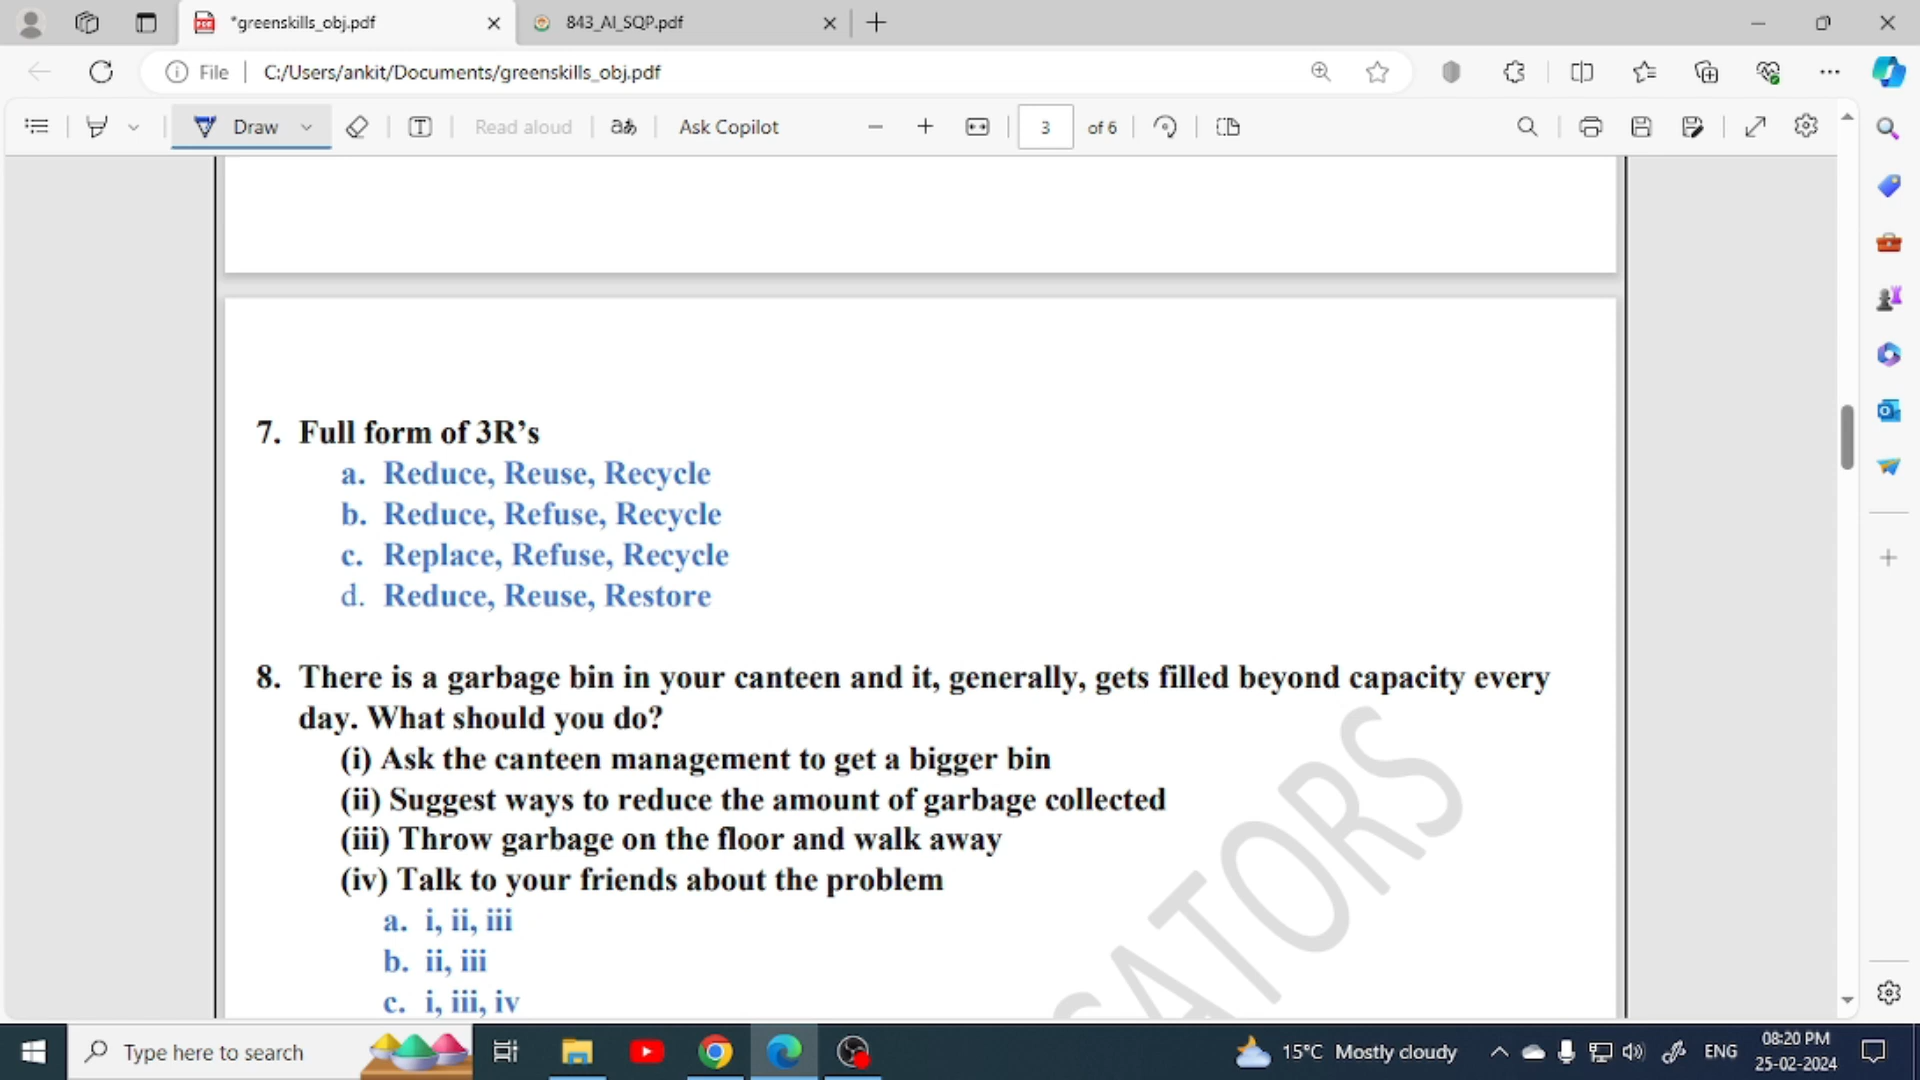 *greenskills_obj.pdf
843_AI_SQP.pdf
File
C:/Users/ankit/Documents/greenskills_obj.pdf
Draw
Read aloud
Ask Copilot
3
of 6
7. Full form of 3R's
a. Reduce, Reuse, Recycle
b. Reduce, Refuse, Recycle
c. Replace, Refuse, Recycle
d. Reduce, Reuse, Restore
8. There is a garbage bin in your canteen and it, generally, gets filled beyond capacity every
day. What should you do?
(i) Ask the canteen management to get a bigger bin
(ii) Suggest ways to reduce the amount of garbage collected
(iii) Throw garbage on the floor and walk away
(iv) Talk to your friends about the problem
a. i, ii, iii
b. ii, iii
c. i, iii, iv
Type here to search
15°C Mostly cloudy
ENG
08:20 PM
25-02-2024